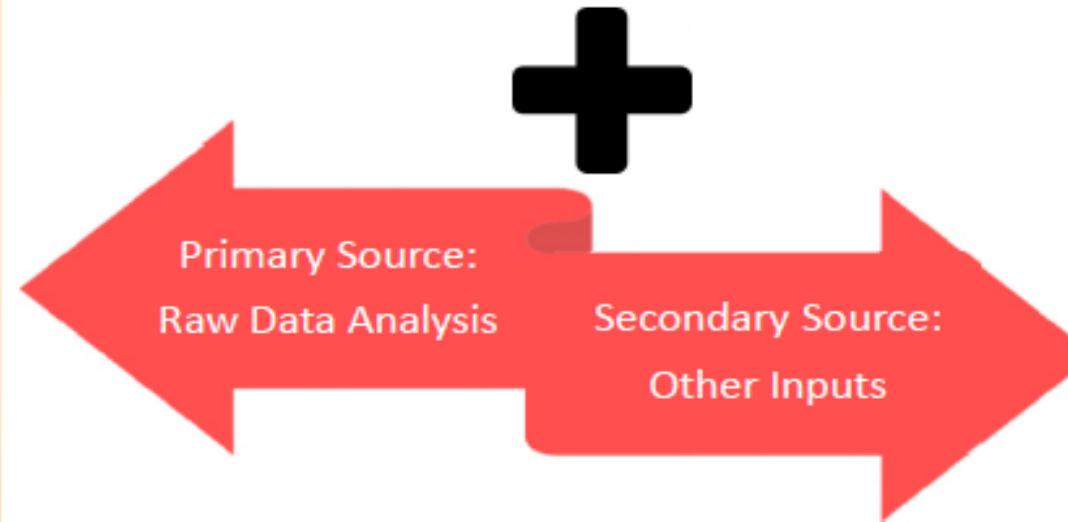 Primary Source:
Raw Data Analysis
Secondary Source:
Other Inputs